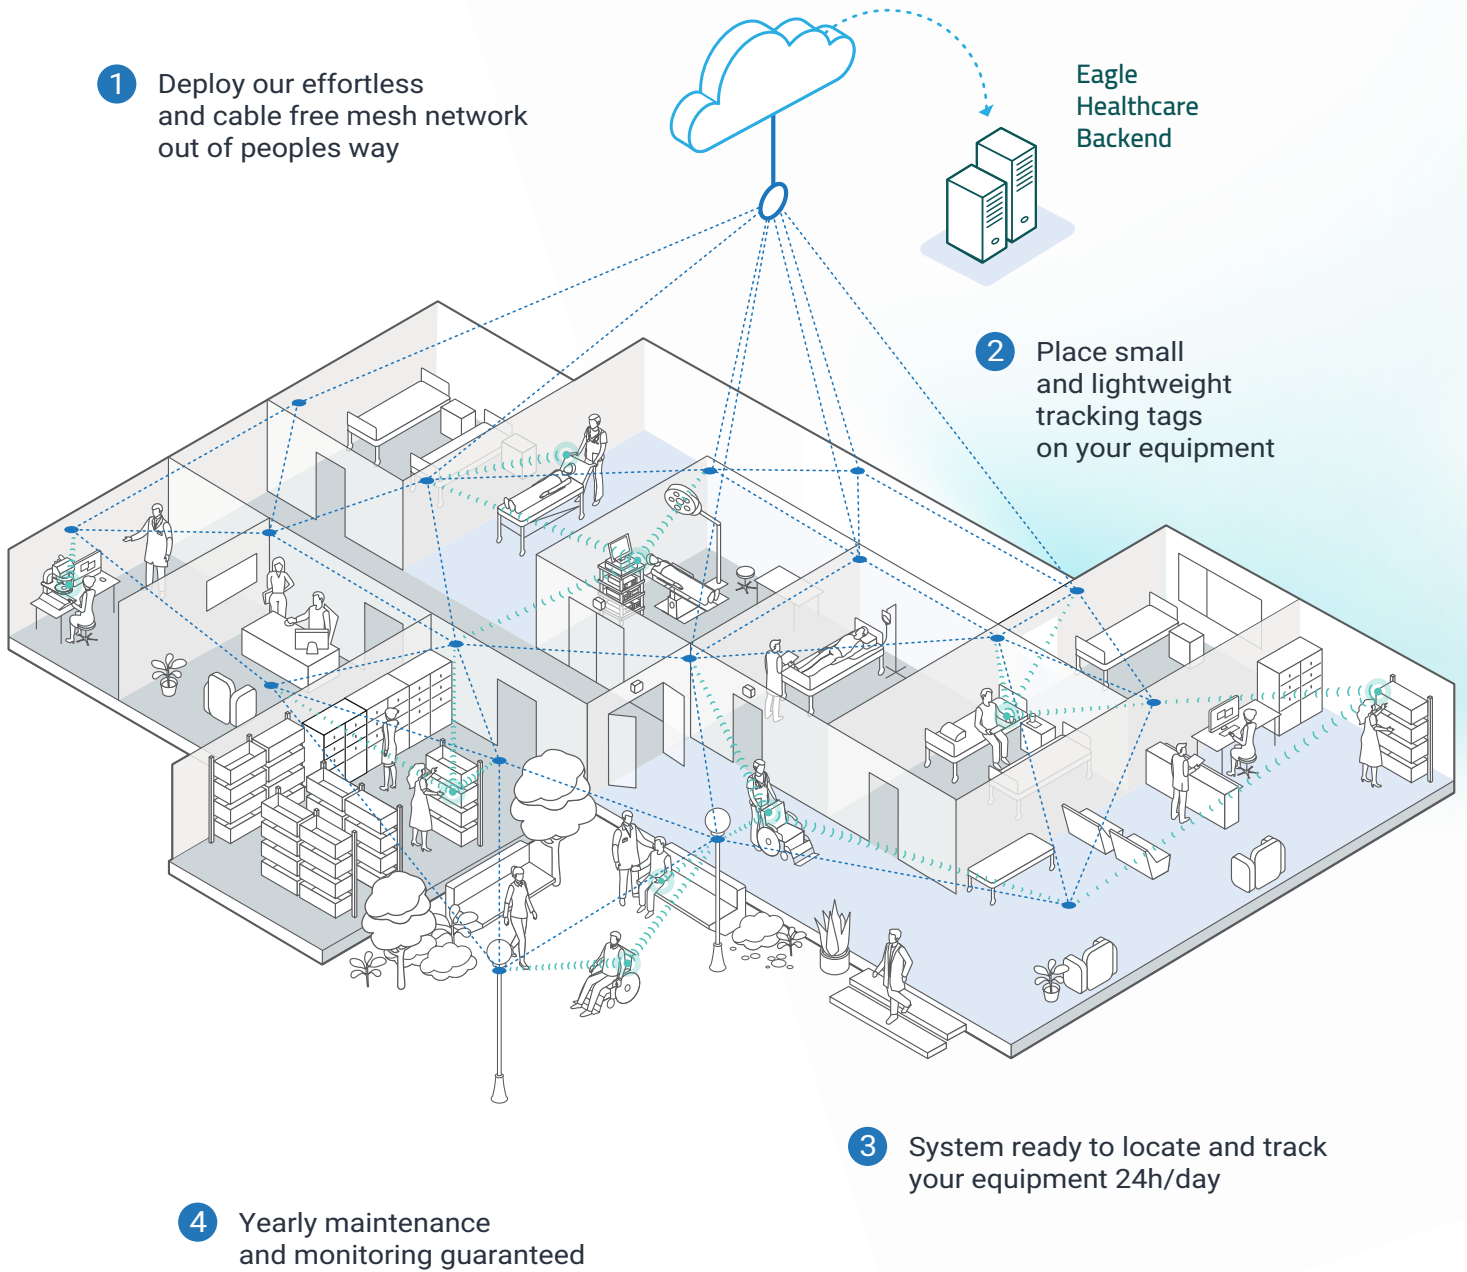 1
Deploy our effortless
and cable free mesh network
out of peoples way
Eagle
Healthcare
Backend
2
Place small
and lightweight
tracking tags
on your equipment
3
System ready to locate and track
your equipment 24h/day
4
Yearly maintenance
and monitoring guaranteed